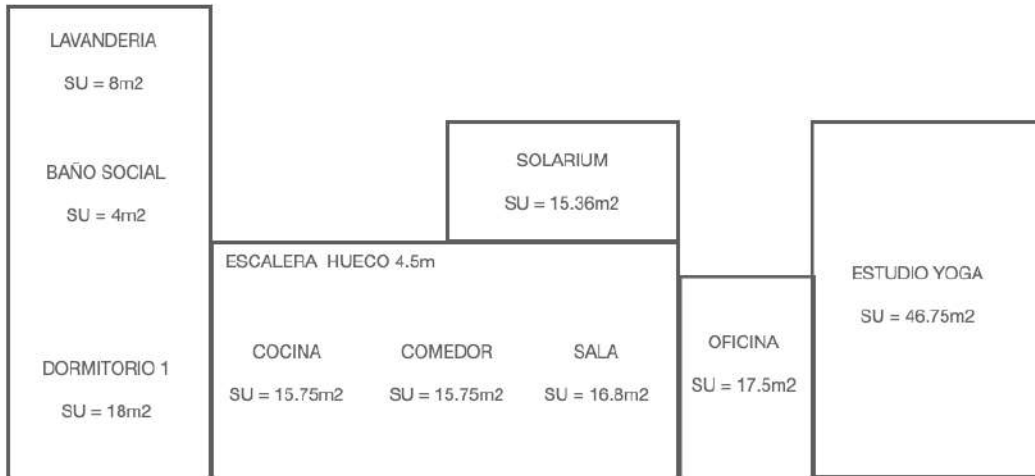 LAVANDERIA
SU = 8m2
BAÑO SOCIAL
SU = 4m2
DORMITORIO 1
SU = 18m2
SOLARIUM
SU = 15.36m2
ESCALERA HUECO 4.5m
COCINA
SU = 15.75m2
COMEDOR
SU = 15.75m2
SALA
SU = 16.8m2
OFICINA
SU = 17.5m2
ESTUDIO YOGA
SU = 46.75m2